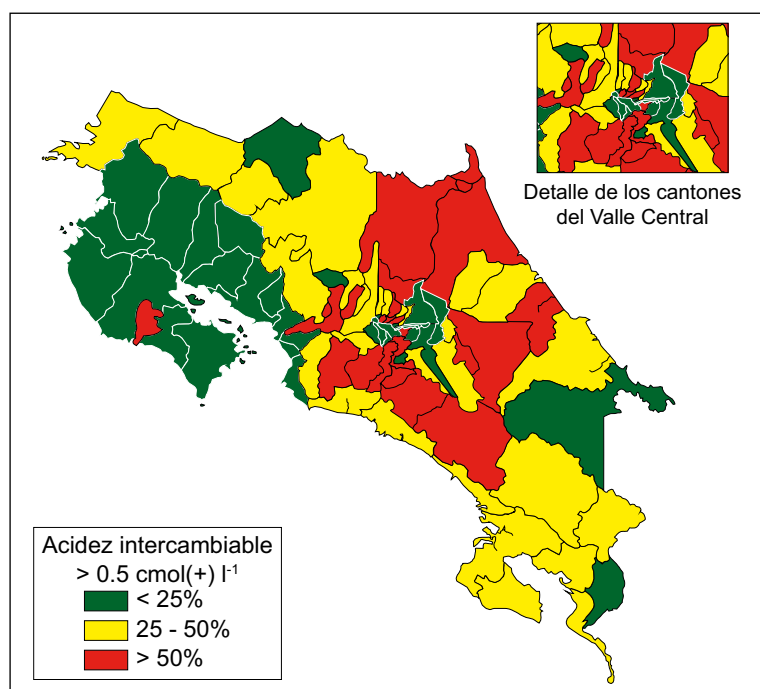 Detalle de los cantones
del Valle Central
Acidez intercambiable
> 0.5 cmol(+) l-1
< 25%
25 - 50%
> 50%